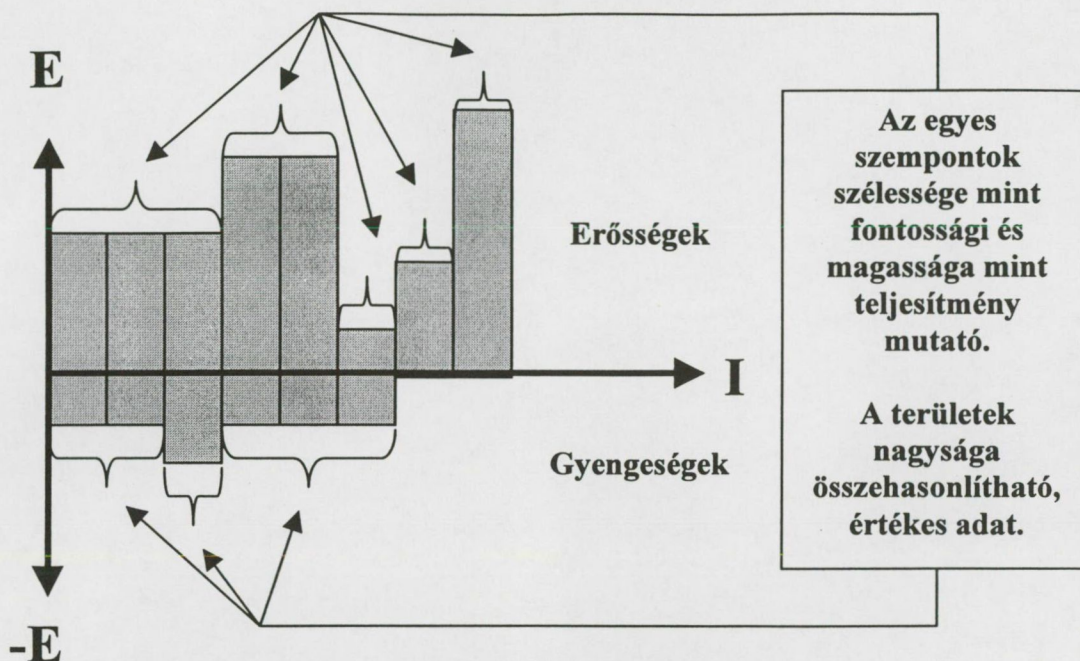 E
Az egyes
szempontok
szélessége mint
fontossági és
magassága mint
teljesítmény
mutató.
A területek
nagysága
összehasonlítható,
értékes adat.
Erősségek
I
Gyengeségek
-E